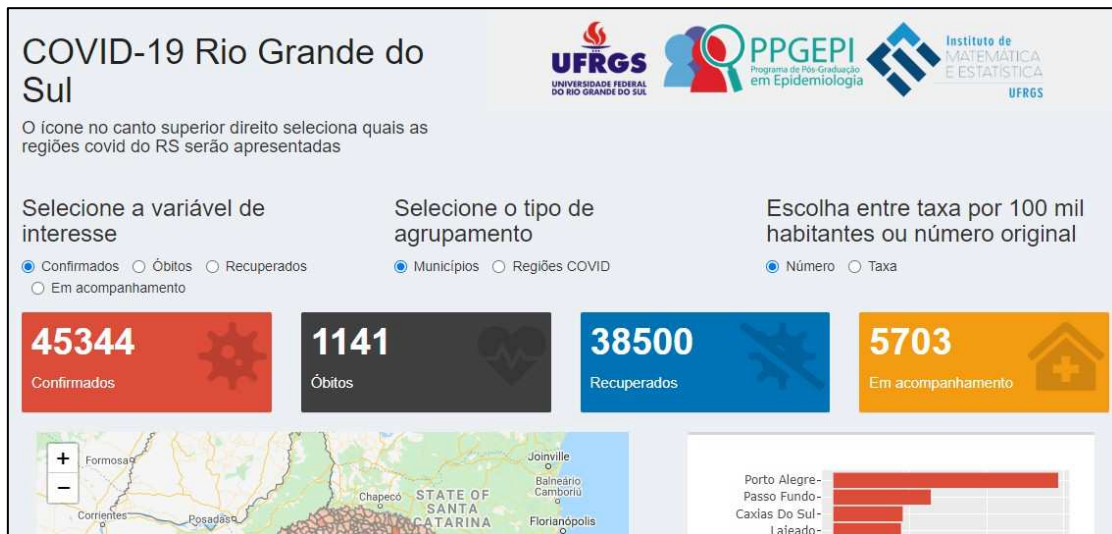 COVID-19 Rio Grande do
Sul
O ícone no canto superior direito seleciona quais as
regiões covid do RS serão apresentadas
UFRGS
UNIVERSIDADE FEDERAL
DO RIO GRANDE DO SUL
PPGEPI
Programa de Pós-Graduação
em Epidemiologia
Instituto de
MATEMÁTICA
E ESTATÍSTICA
UFRGS
Selecione a variável de
interesse
Confirmados Óbitos Recuperados
Em acompanhamento
Selecione o tipo de
agrupamento
Municípios Regiões COVID
Escolha entre taxa por 100 mil
habitantes ou número original
Número Taxa
45344
Confirmados
1141
Óbitos
38500
Recuperados
5703
Em acompanhamento
+
−
Formosa
Corrientes
Posadas
Chapecó
STATE OF
SANTA
CATARINA
Joinville
Balneário
Camboriú
Florianópolis
Porto Alegre
Passo Fundo
Caxias Do Sul
Lajeado